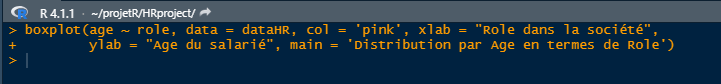 R 4.1.1 · ~/projetR/HRproject/
> boxplot(age ~ role, data = dataHR, col = 'pink', xlab = "Role dans la société",
+ ylab = "Age du salarié", main = 'Distribution par Age en termes de Role')
>